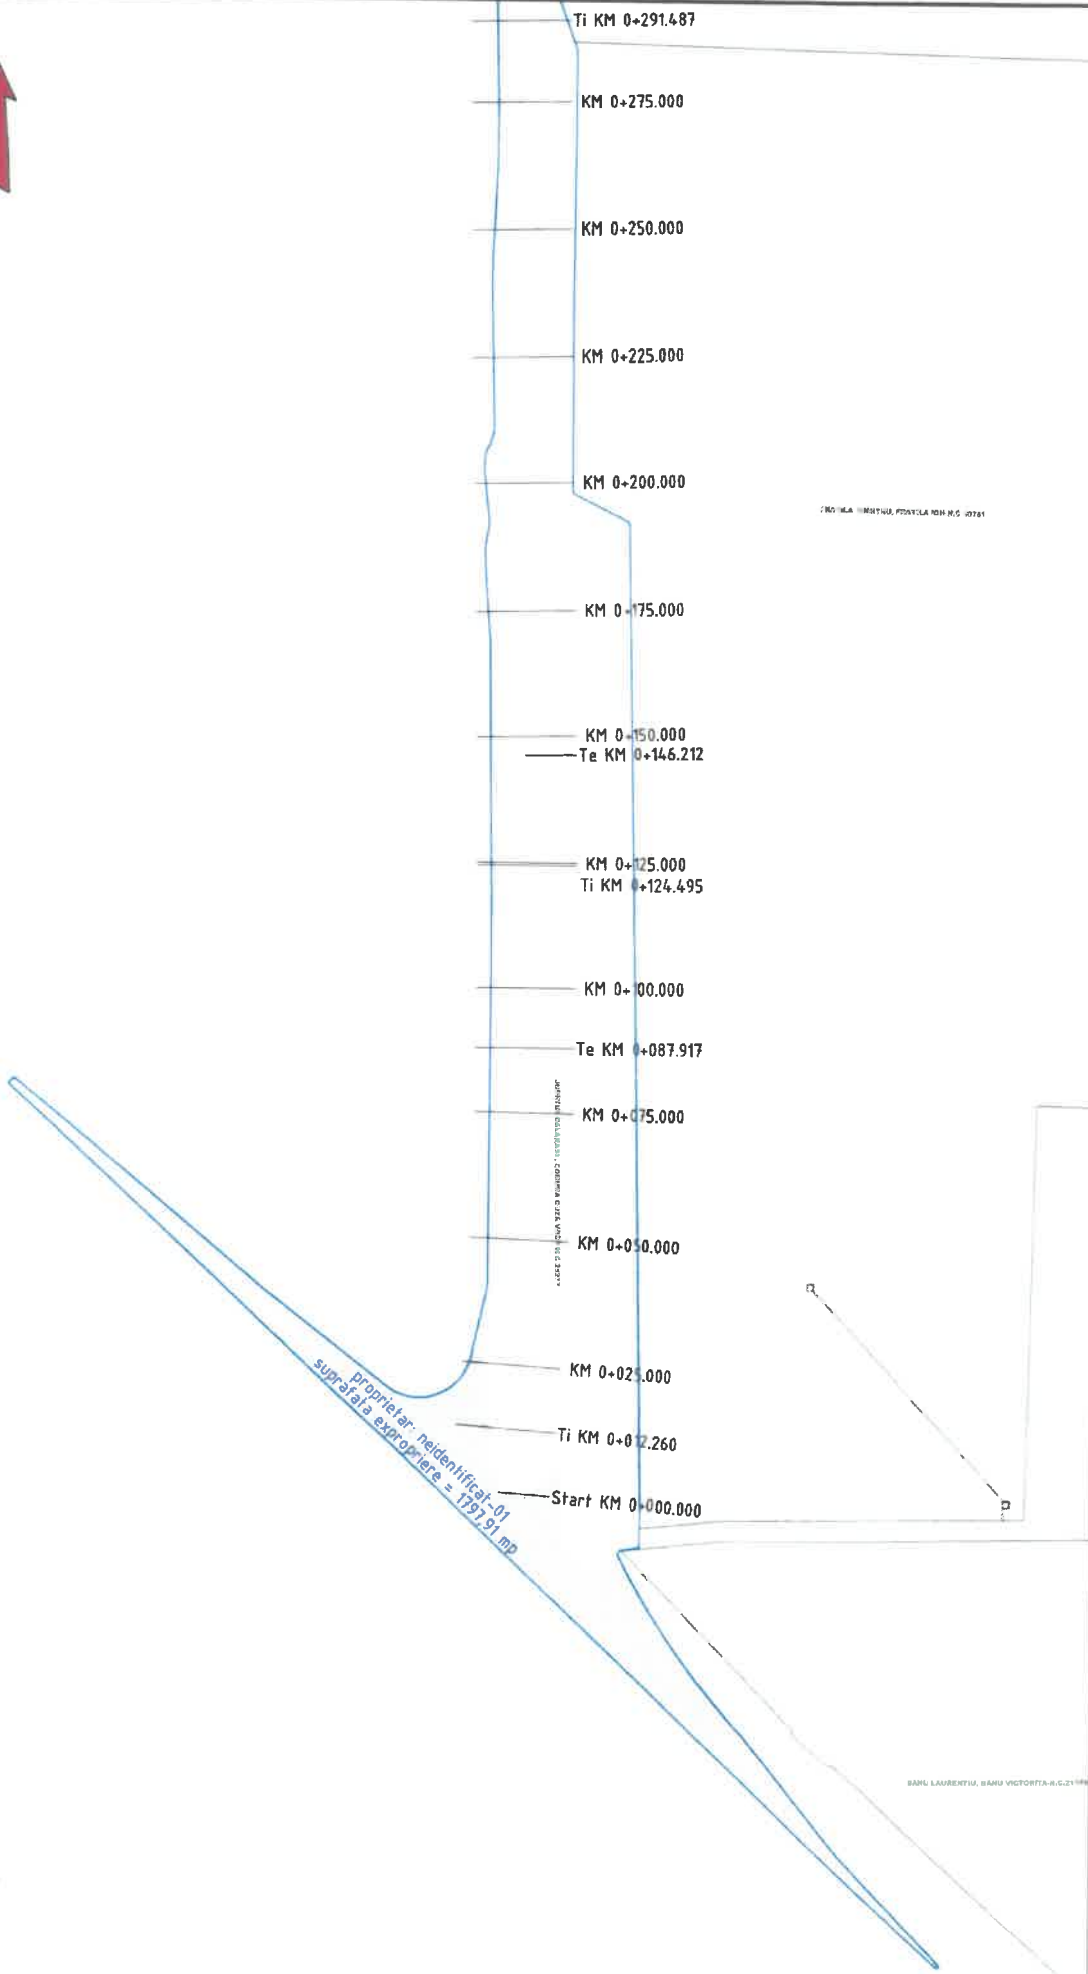 Ti KM 0+291.487
KM 0+275.000
KM 0+250.000
KM 0+225.000
KM 0+200.000
KM 0+175.000
KM 0+150.000
Te KM 0+146.212
KM 0+125.000
Ti KM 0+124.495
KM 0+100.000
Te KM 0+087.917
KM 0+075.000
KM 0+050.000
KM 0+025.000
Ti KM 0+012.260
Start KM 0+000.000
proprietar: neidentificat-01
suprafata expropriere = 1797.91 mp
BANU LAURENTIU, BANU VICTORITA